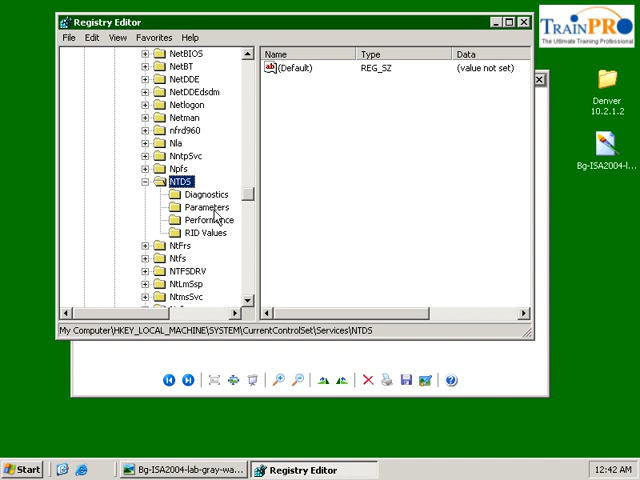 Registry Editor
File Edit View Favorites Help
NetBIOS
NetBT
NetDDE
NetDDEdsdm
Netlogon
Netman
nfrd960
Nla
NntpSvc
Npfs
NTDS
Diagnostics
Parameters
Performance
RID Values
NtFrs
Ntfs
NTFSDRV
NtLmSsp
NtmsSvc
Name Type Data
ab (Default) REG_SZ (value not set)
My Computer\HKEY_LOCAL_MACHINE\SYSTEM\CurrentControlSet\Services\NTDS
TrainPRO
The Ultimate Training Professional
Denver
10.2.1.2
Bg-ISA2004-l...
Start
Bg-ISA2004-lab-gray-wa...
Registry Editor
12:42 AM